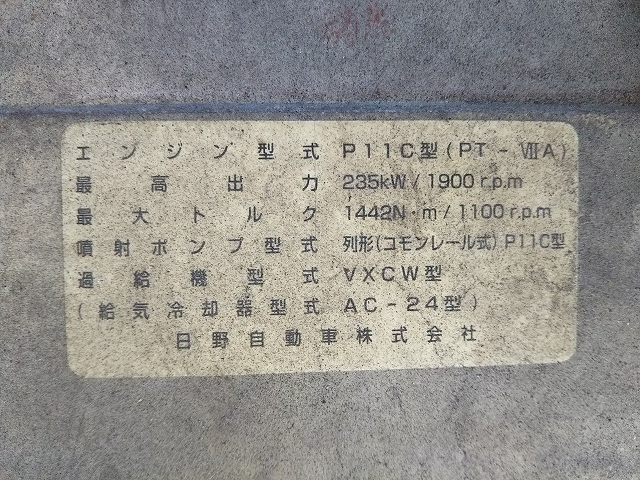 エンジン型式 P11C型(PT-ⅦA)
最高出力 235kW/1900r.p.m
最大トルク 1442N・m/1100r.p.m
噴射ポンプ型式 列形(コモンレール式)P11C型
過給機型式 VXCW型
(給気冷却器型式 AC-24型)
日野自動車株式会社